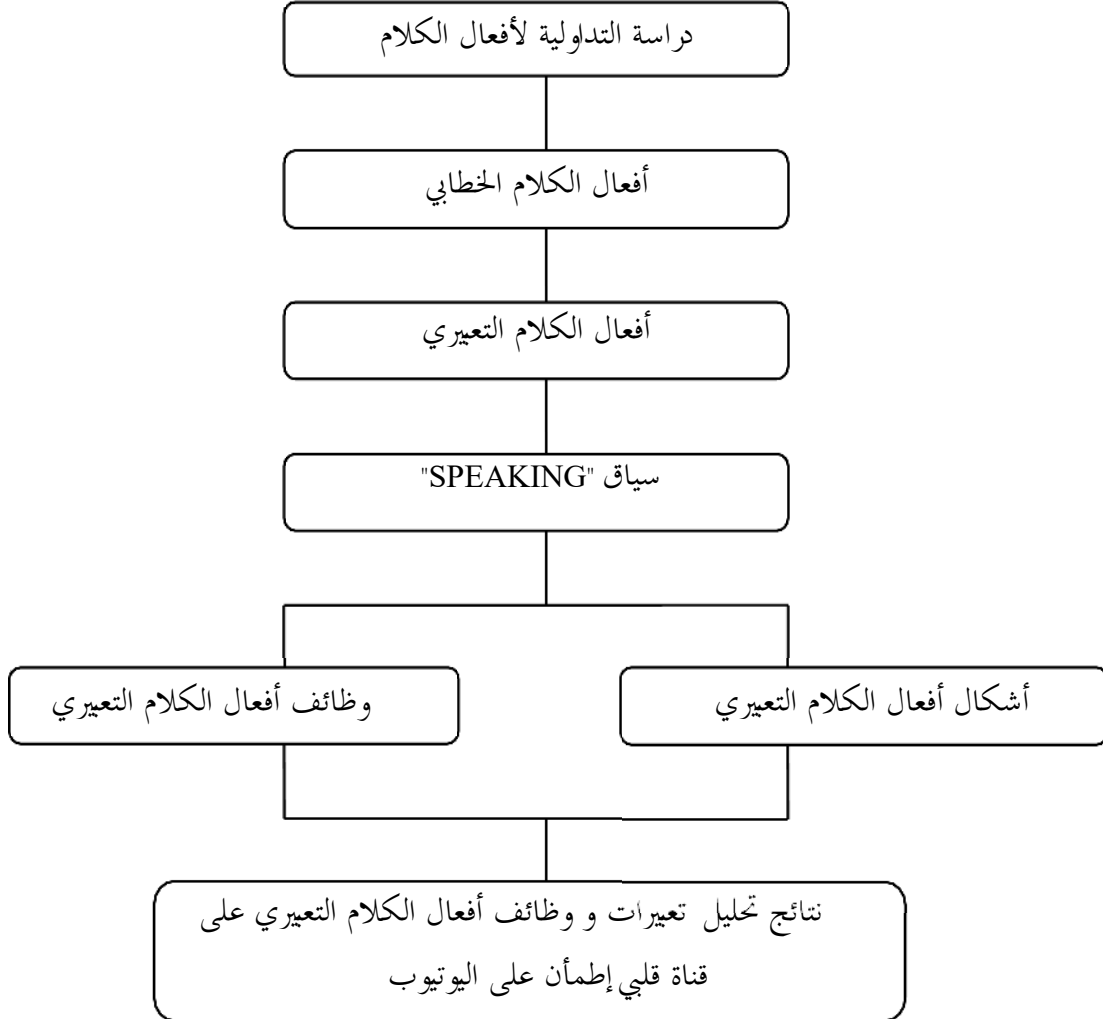 دراسة التداولية لأفعال الكلام
أفعال الكلام الخطابي
أفعال الكلام التعبيري
سياق "SPEAKING"
أشكال أفعال الكلام التعبيري
وظائف أفعال الكلام التعبيري
نتائج تحليل تعبيرات و وظائف أفعال الكلام التعبيري على
قناة قلبي إطمأن على اليوتيوب